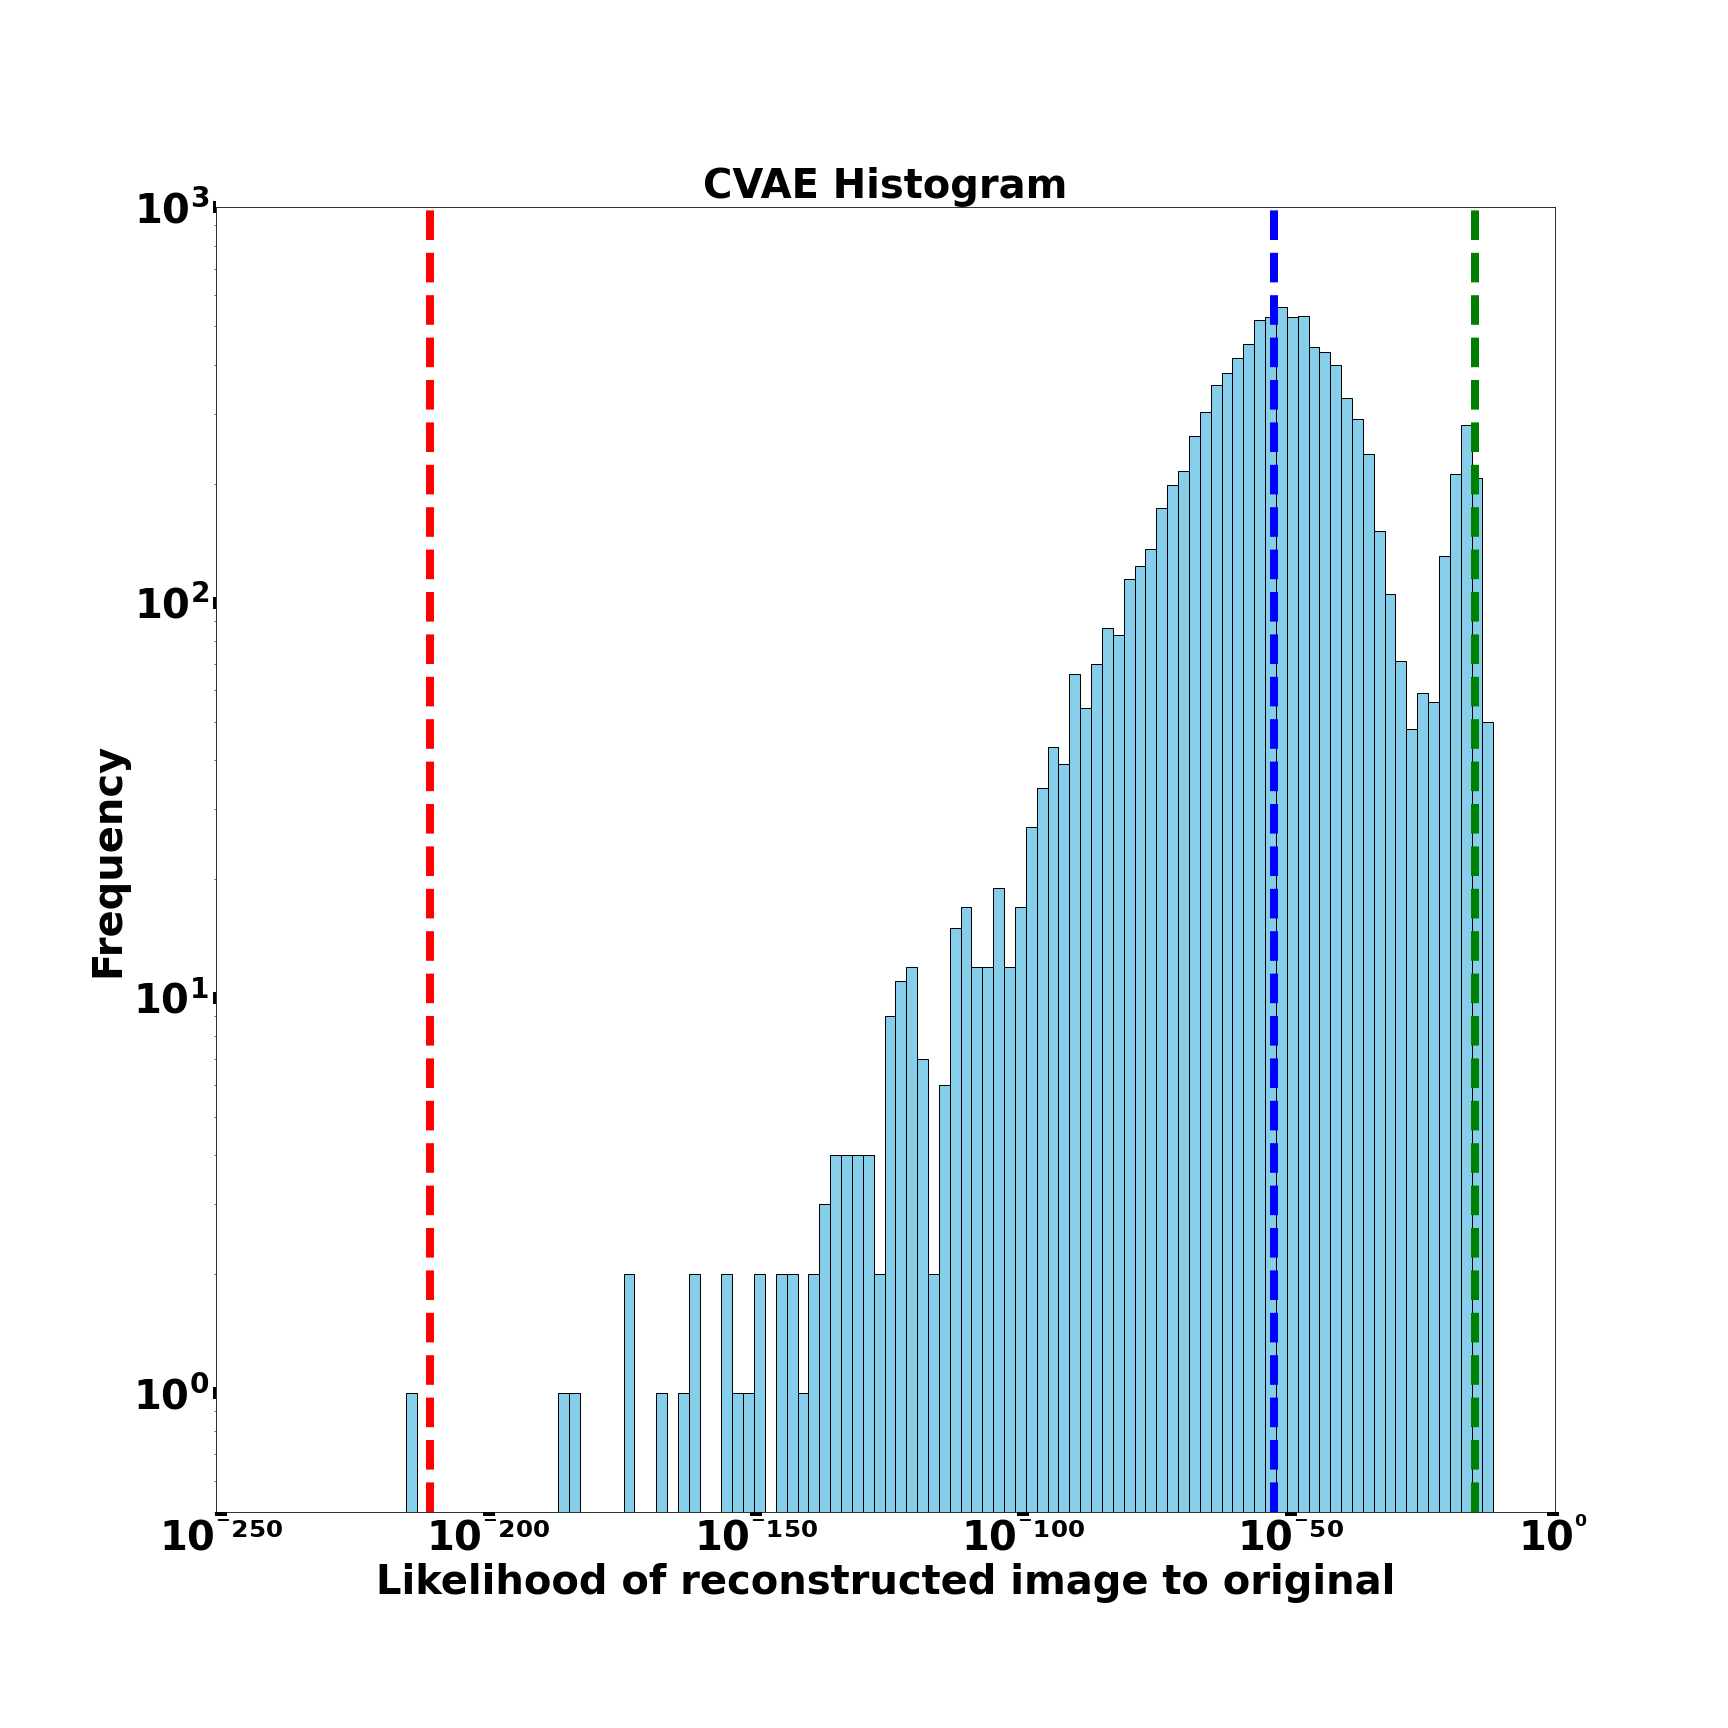 CVAE Histogram
10³
10²
10¹
10⁰
Frequency
10⁻²⁵⁰ 10⁻²⁰⁰ 10⁻¹⁵⁰ 10⁻¹⁰⁰ 10⁻⁵⁰ 10⁰
Likelihood of reconstructed image to original